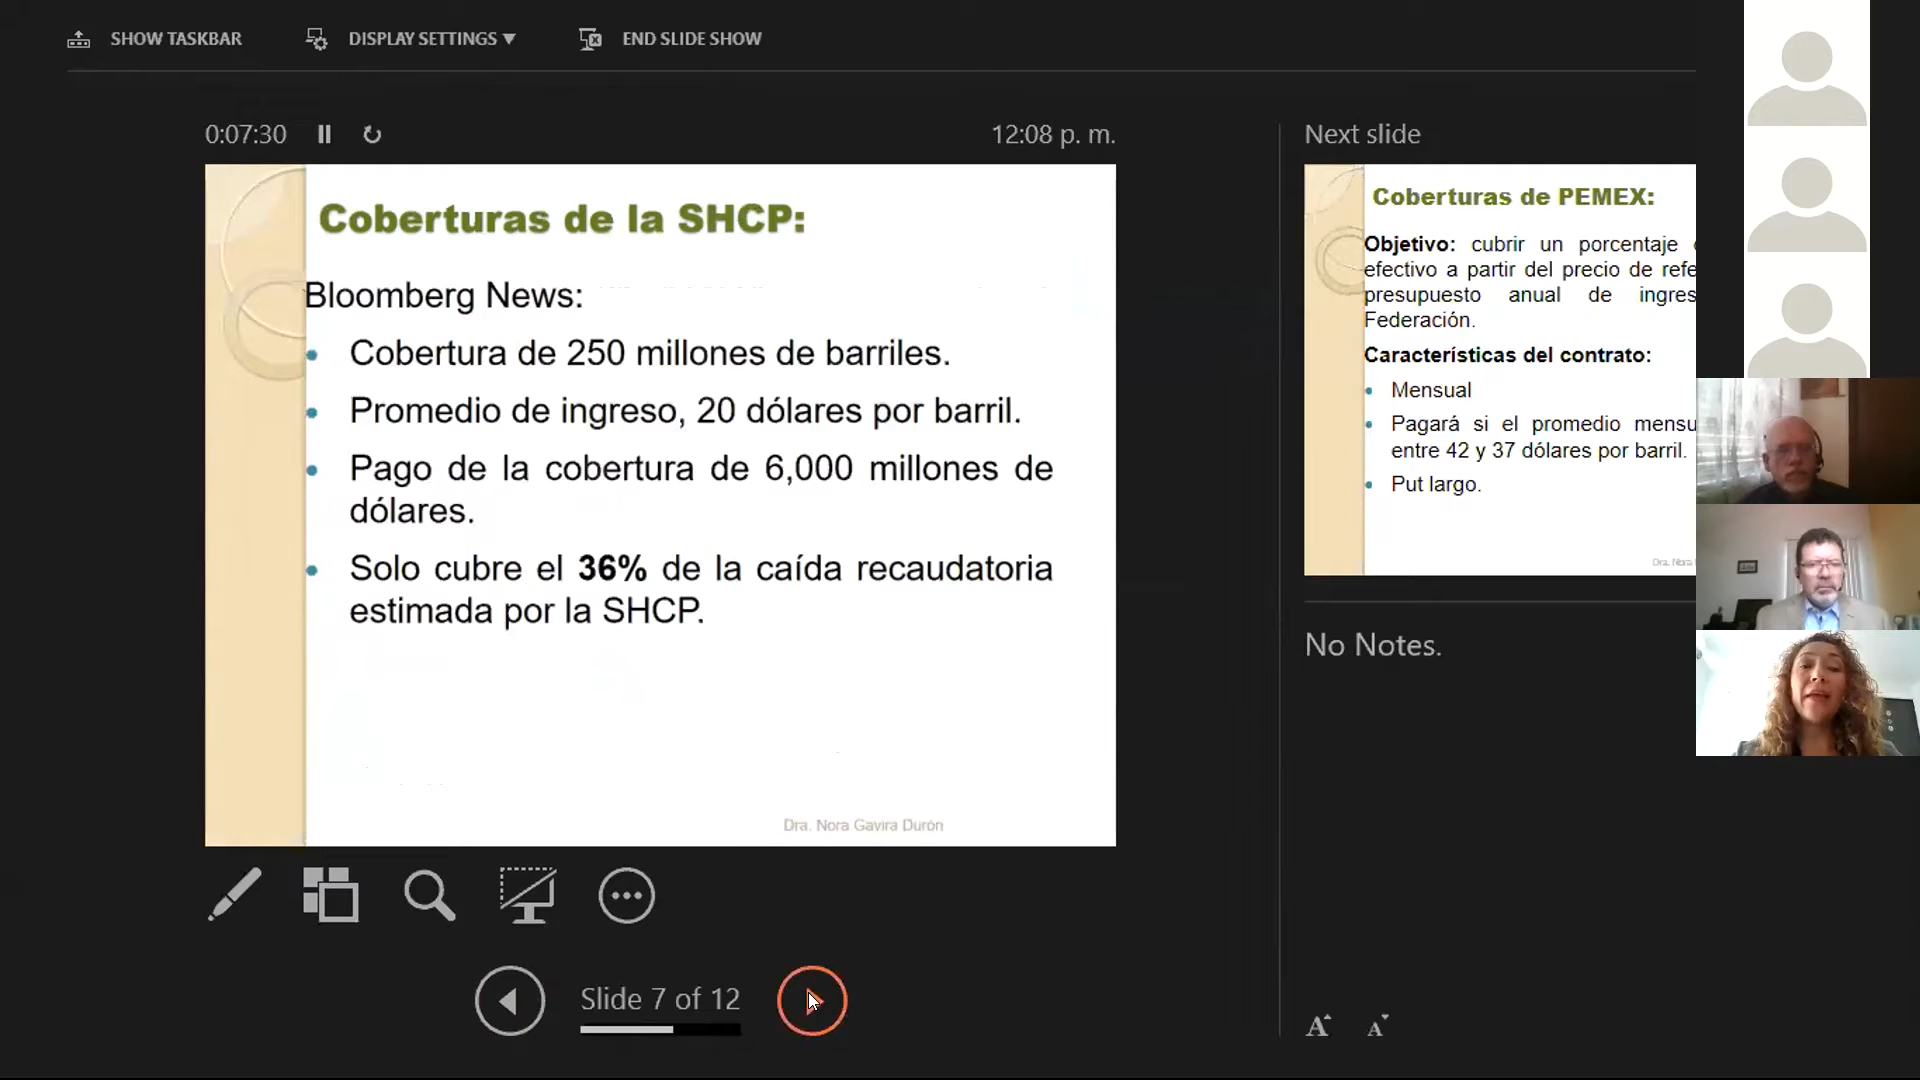 SHOW TASKBAR
DISPLAY SETTINGS
END SLIDE SHOW
0:07:30
12:08 p. m.
Coberturas de la SHCP:
Bloomberg News:
Cobertura de 250 millones de barriles.
Promedio de ingreso, 20 dólares por barril.
Pago de la cobertura de 6,000 millones de
dólares.
Solo cubre el 36% de la caída recaudatoria
estimada por la SHCP.
Dra. Nora Gavira Durón
Slide 7 of 12
Next slide
Coberturas de PEMEX:
Objetivo: cubrir un porcentaje
efectivo a partir del precio de
presupuesto anual de
Federación.
Características del contrato:
Mensual
Pagará si el promedio
entre 42 y 37 dólares por barril.
Put largo.
Dra. Nora
No Notes.
A A